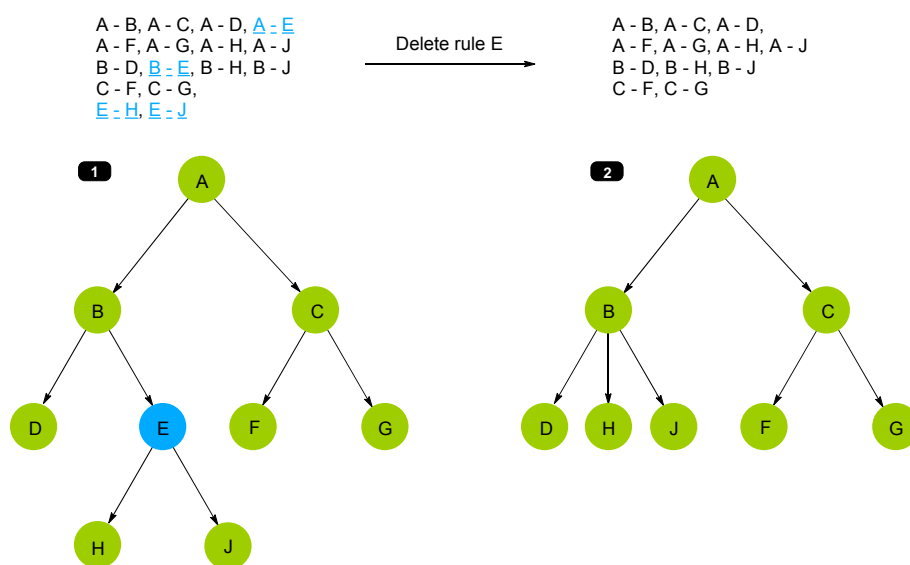 A - B, A - C, A - D, A - E
A - F, A - G, A - H, A - J
B - D, B - E, B - H, B - J
C - F, C - G,
E - H, E - J
Delete rule E
A - B, A - C, A - D,
A - F, A - G, A - H, A - J
B - D, B - H, B - J
C - F, C - G
1
A
B
C
D
E
F
G
H
J
2
A
B
C
D
H
J
F
G